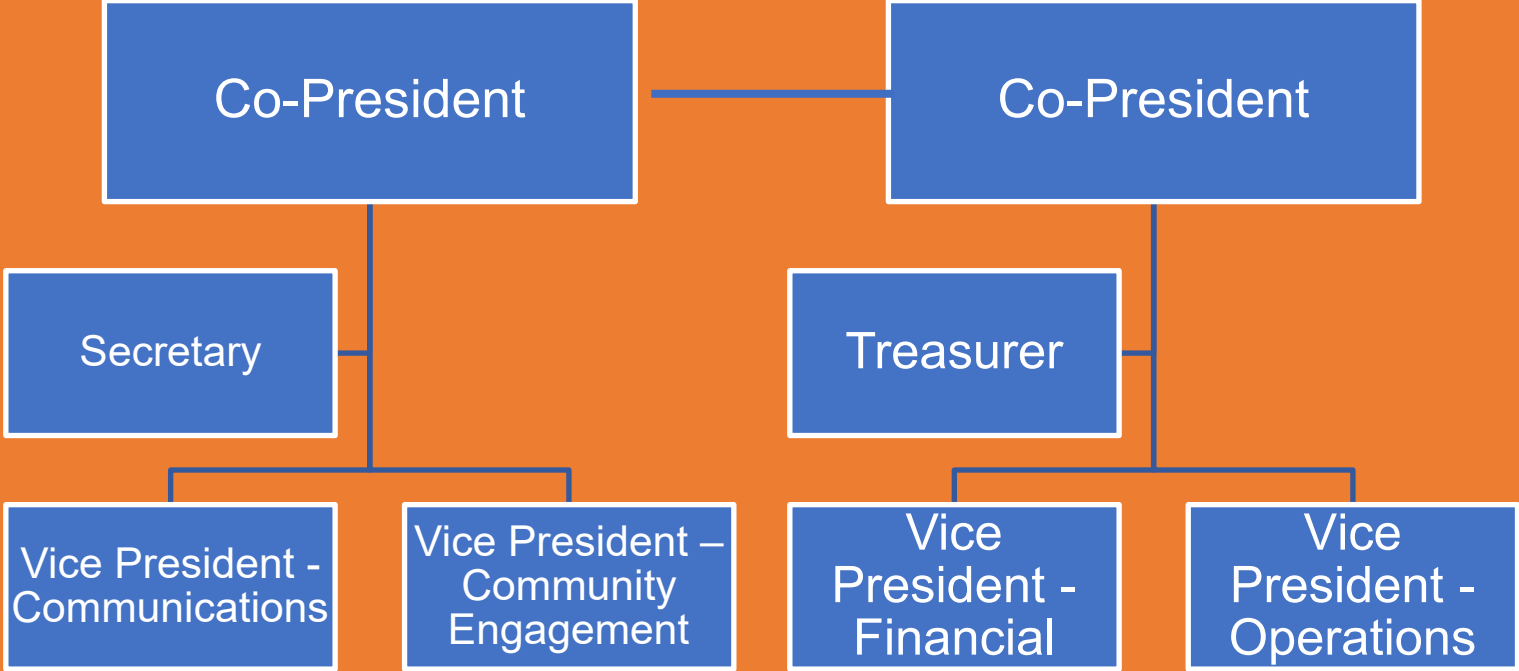 Co-President
Co-President
Secretary
Treasurer
Vice President -
Communications
Vice President –
Community
Engagement
Vice
President -
Financial
Vice
President -
Operations